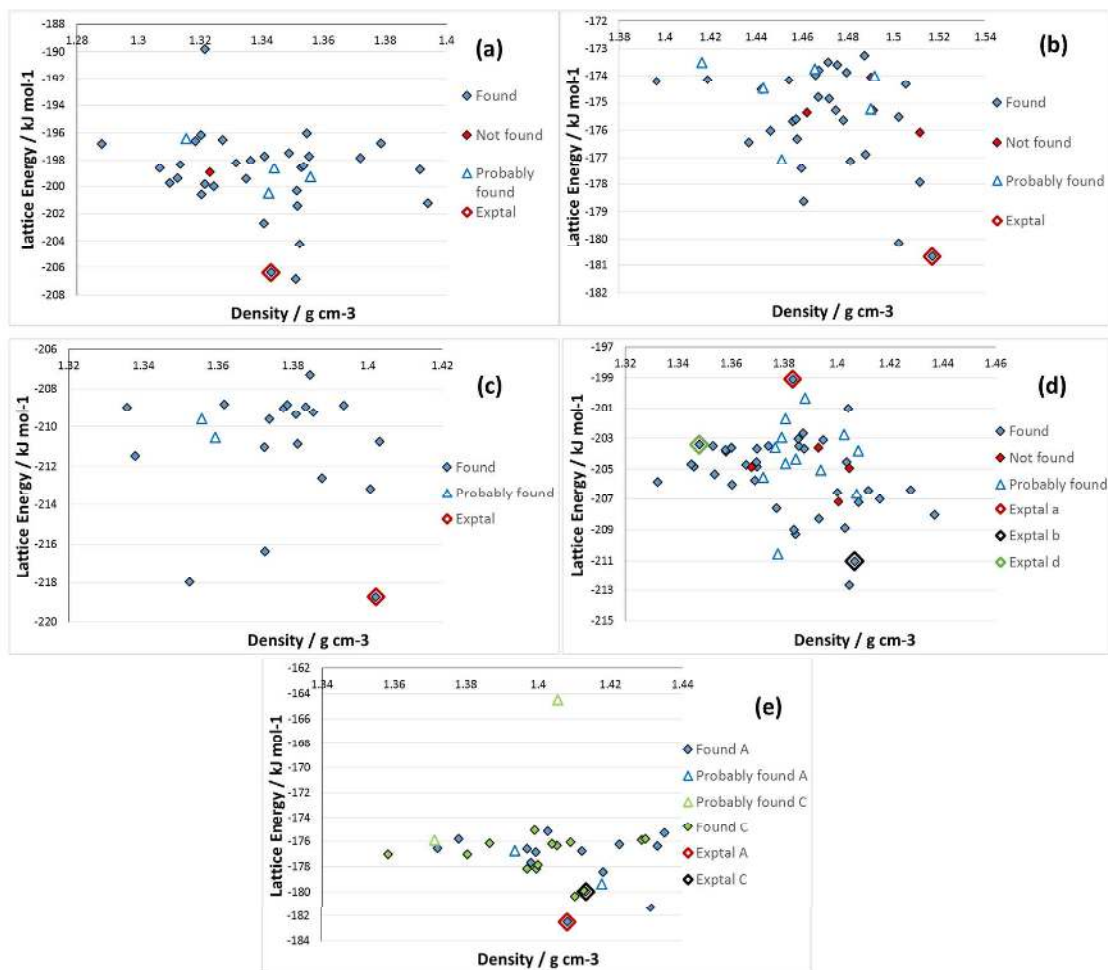 (a)
-188
1.28 1.3 1.32 1.34 1.36 1.38 1.4
-190
-192
-194
-196
-198
-200
-202
-204
-206
-208
Lattice Energy / kJ mol-1
Density / g cm-3
Found
Not found
Probably
found
Exptal
(b)
-172
1.38 1.4 1.42 1.44 1.46 1.48 1.5 1.52 1.54
-173
-174
-175
-176
-177
-178
-179
-180
-181
-182
Lattice Energy / kJ mol-1
Density / g cm-3
Found
Not found
Probably found
Exptal
(c)
-206
1.32 1.34 1.36 1.38 1.4 1.42
-208
-210
-212
-214
-216
-218
-220
Lattice Energy / kJ mol-1
Density / g cm-3
Found
Probably found
Exptal
(d)
-197
1.32 1.34 1.36 1.38 1.4 1.42 1.44 1.46
-199
-201
-203
-205
-207
-209
-211
-213
-215
Lattice Energy / kJ mol-1
Density / g cm-3
Found
Not found
Probably found
Exptal a
Exptal b
Exptal d
(e)
-162
1.34 1.36 1.38 1.4 1.42 1.44
-164
-166
-168
-170
-172
-174
-176
-178
-180
-182
-184
Lattice Energy / kJ mol-1
Density / g cm-3
Found A
Probably found A
Probably found C
Found C
Exptal A
Exptal C